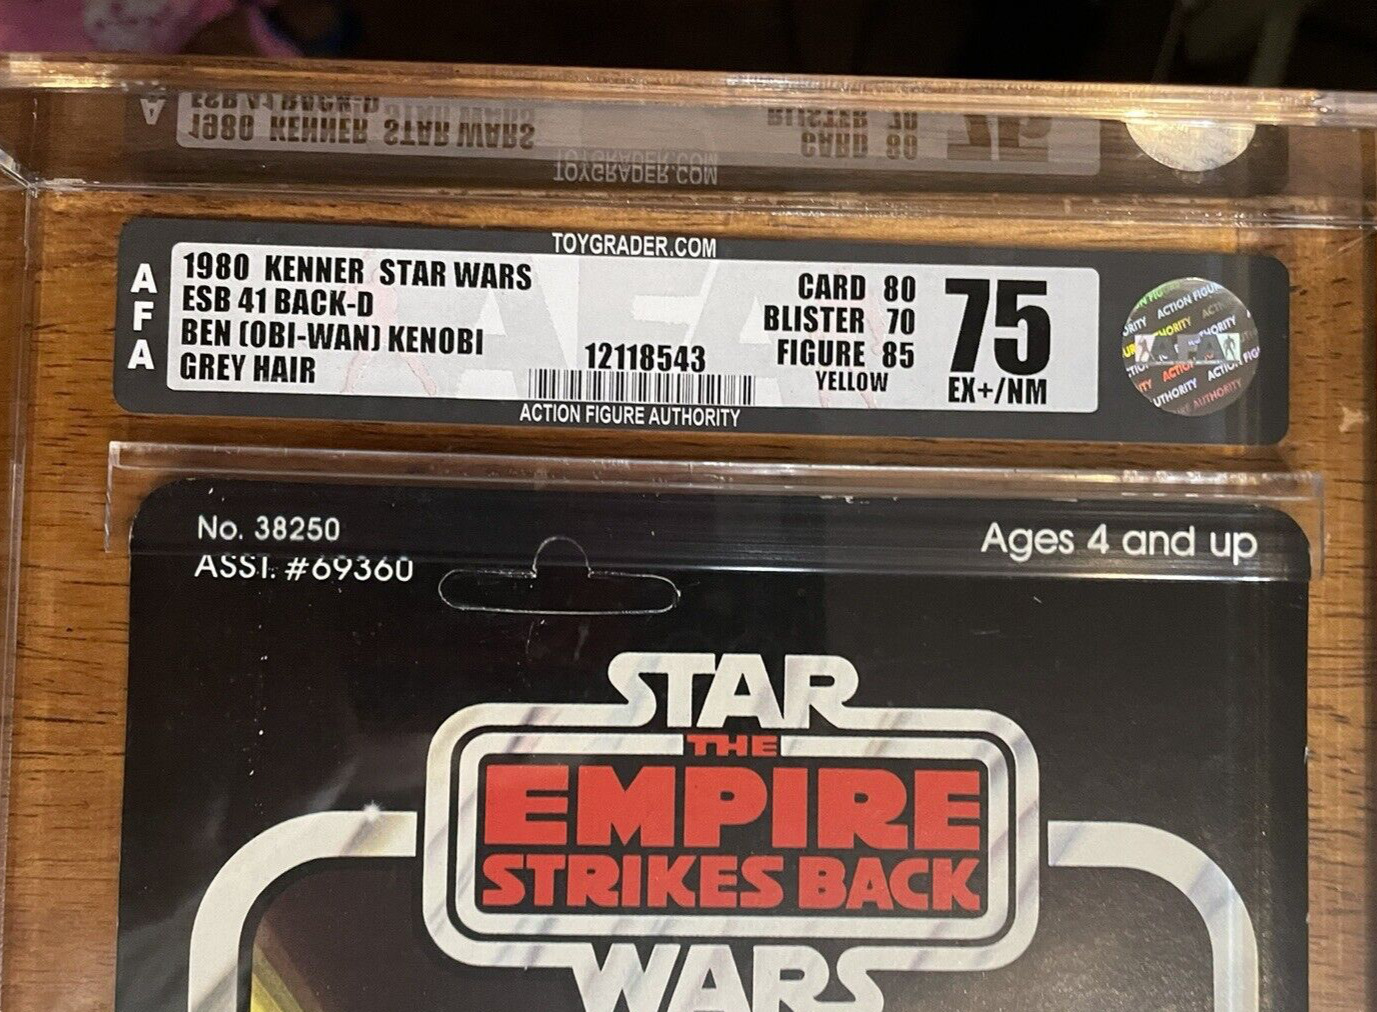 TOYGRADER.COM
AFA
1980 KENNER STAR WARS
ESB 41 BACK-D
BEN (OBI-WAN) KENOBI
GREY HAIR
12118543
CARD 80
BLISTER 70
FIGURE 85
YELLOW
75
EX+/NM
ACTION FIGURE AUTHORITY
No. 38250
ASST. #69360
Ages 4 and up
STAR
THE
EMPIRE
STRIKES BACK
WARS